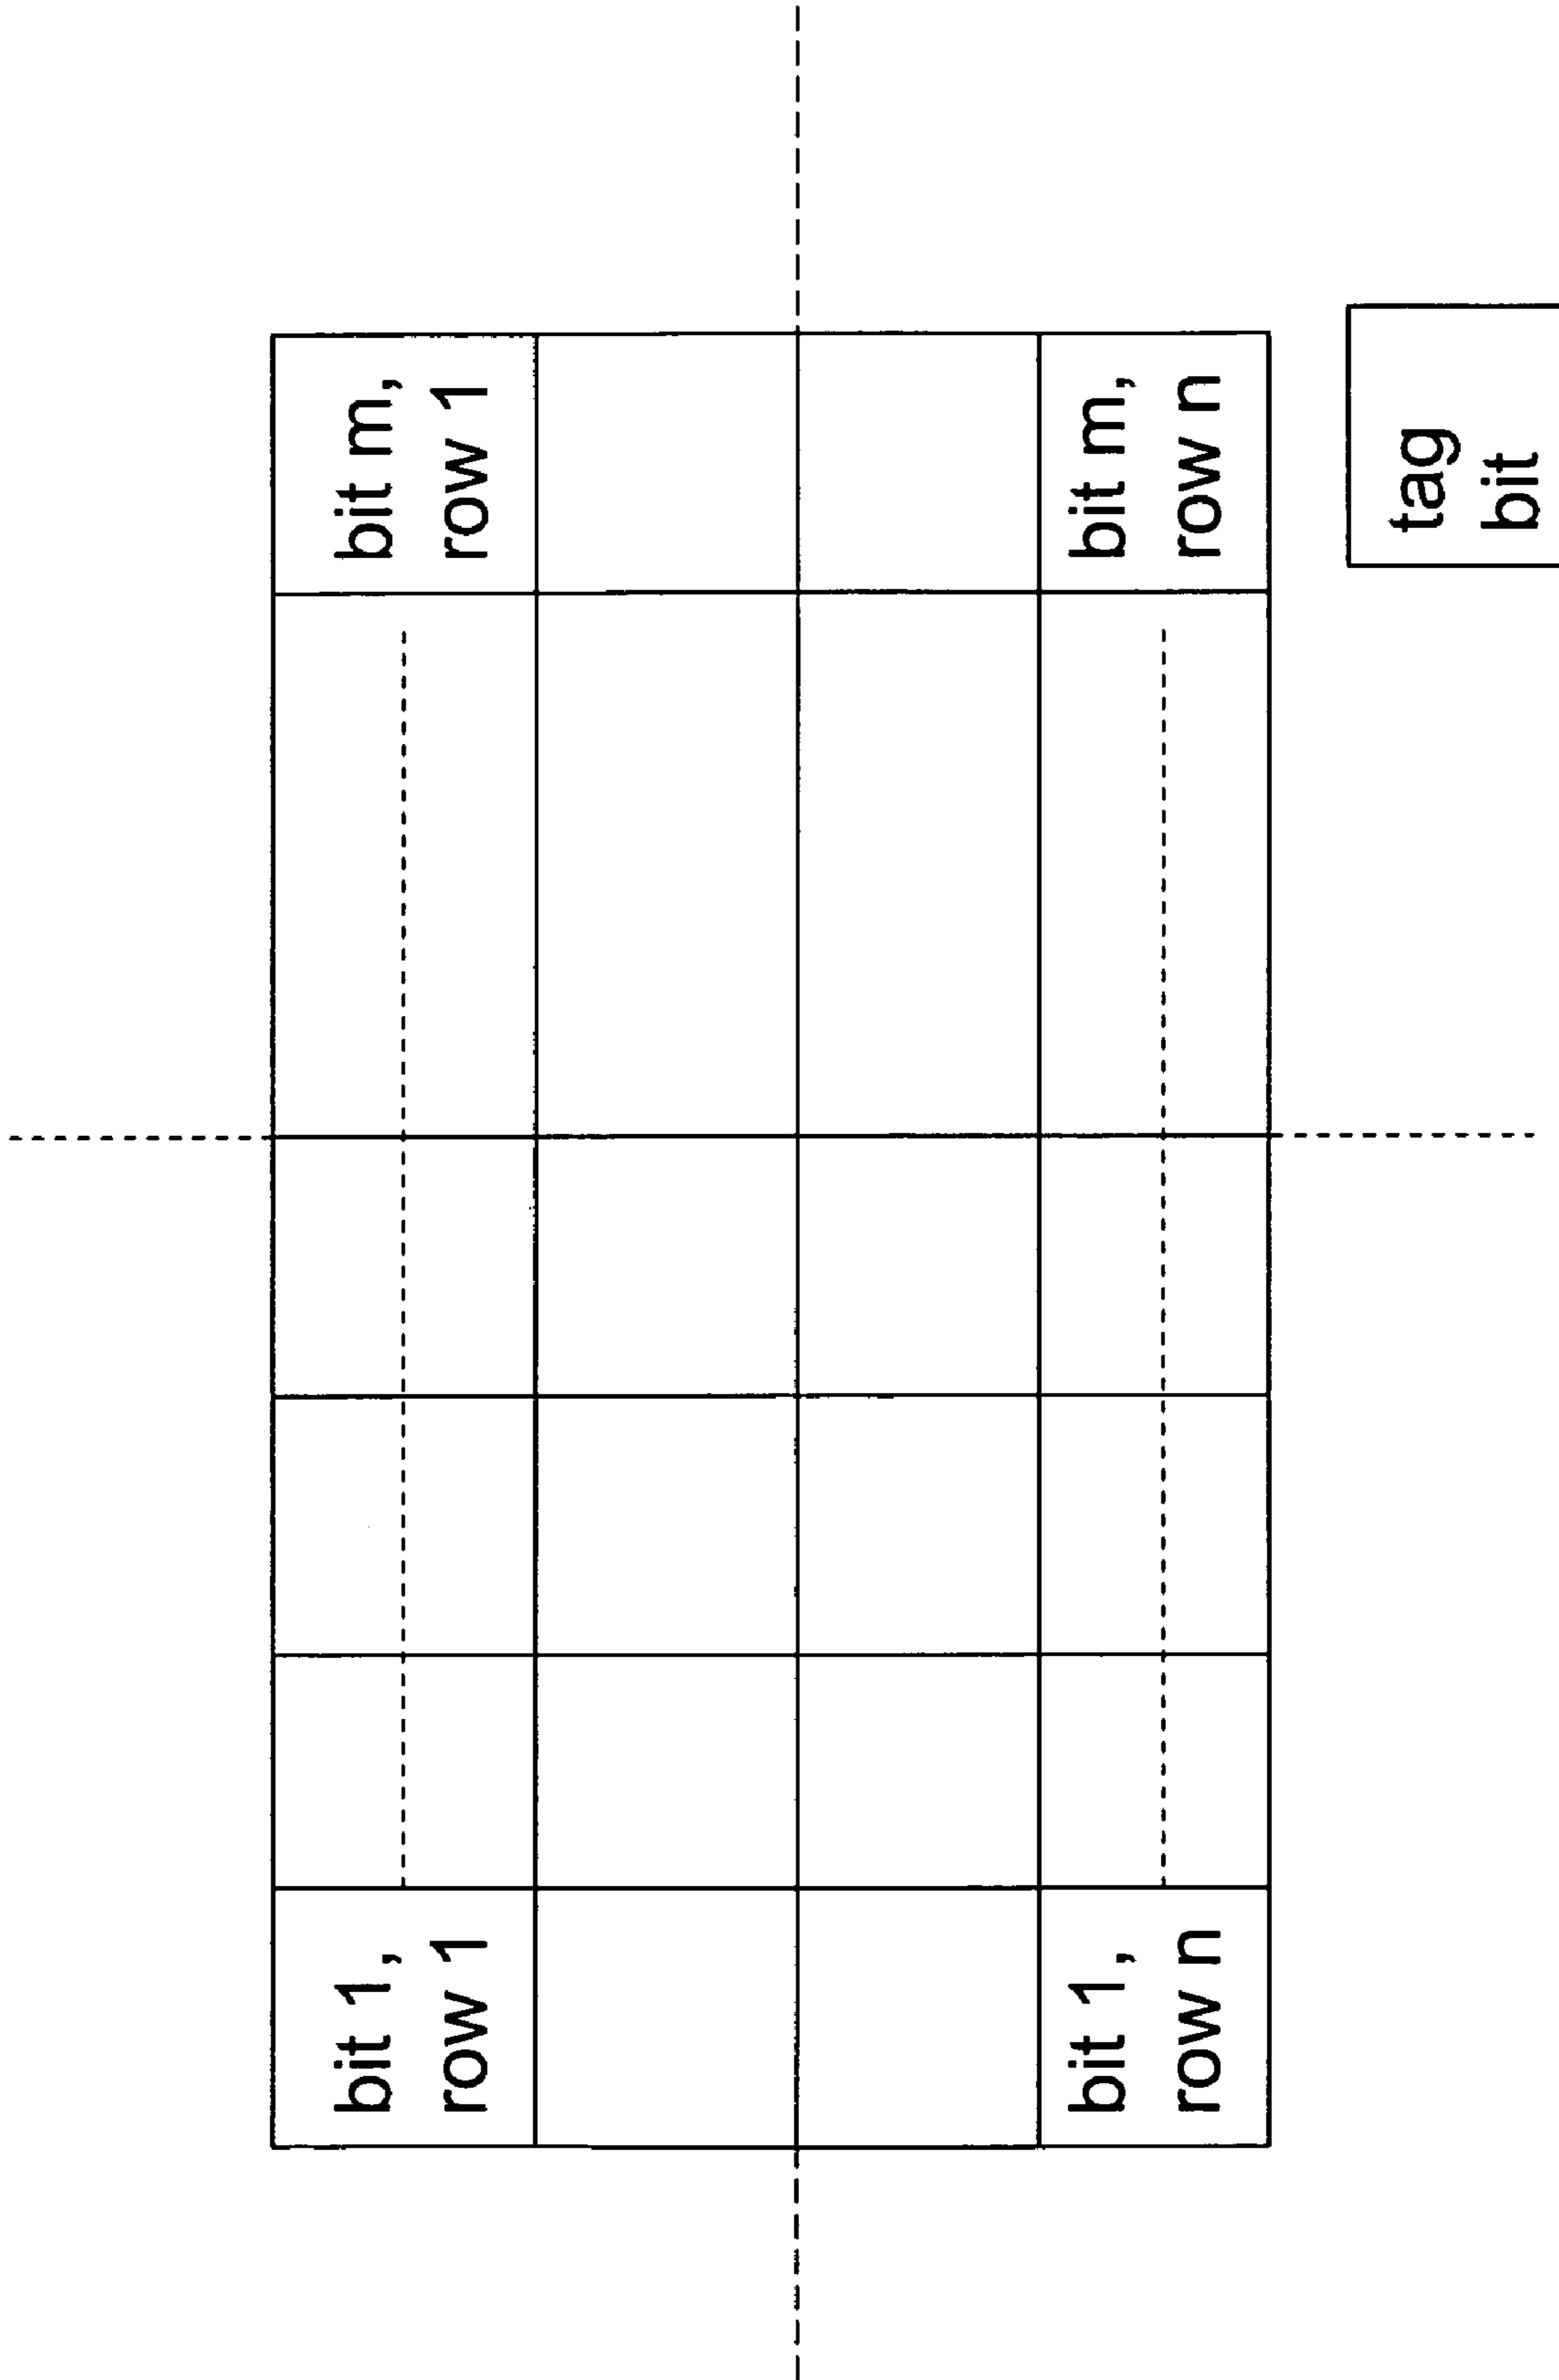 bit 1,
row 1
bit m,
row 1
bit 1,
row n
bit m,
row n
tag
bit